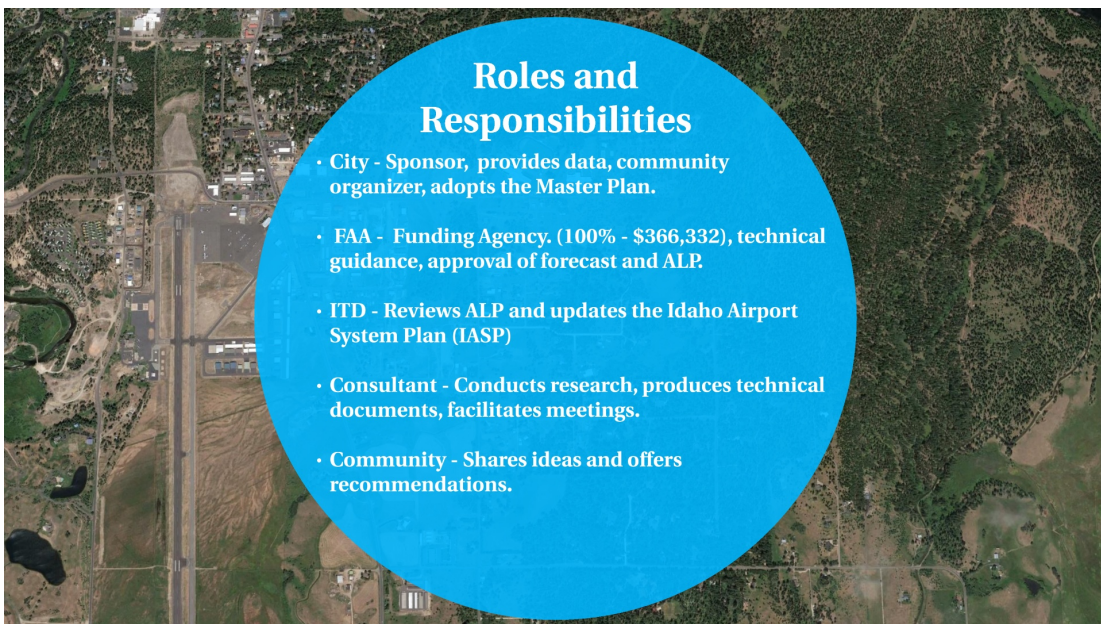 Roles and
Responsibilities
• City - Sponsor, provides data, community
organizer, adopts the Master Plan.
• FAA - Funding Agency. (100% - $366,332), technical
guidance, approval of forecast and ALP.
• ITD - Reviews ALP and updates the Idaho Airport
System Plan (IASP)
• Consultant - Conducts research, produces technical
documents, facilitates meetings.
• Community - Shares ideas and offers
recommendations.